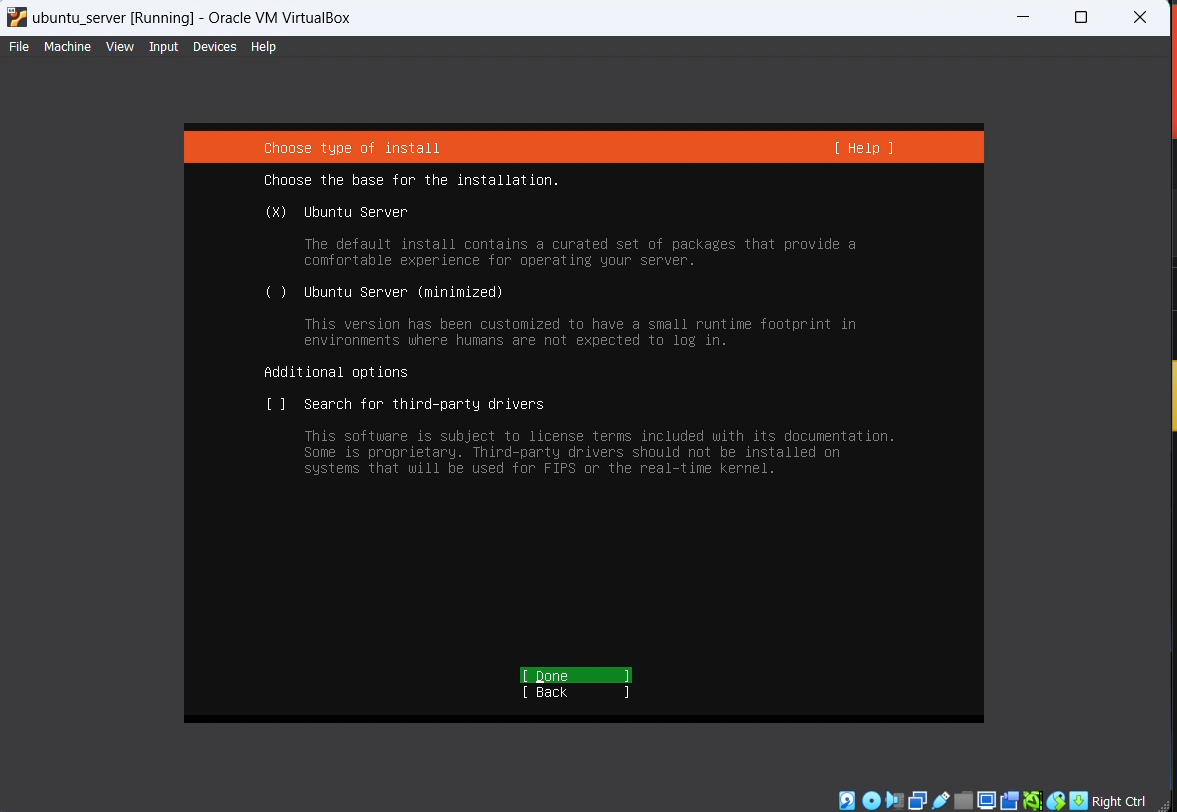 ubuntu_server [Running] - Oracle VM VirtualBox
File Machine View Input Devices Help
Choose type of install [ Help ]
Choose the base for the installation.
(X) Ubuntu Server
The default install contains a curated set of packages that provide a
comfortable experience for operating your server.
( ) Ubuntu Server (minimized)
This version has been customized to have a small runtime footprint in
environments where humans are not expected to log in.
Additional options
[ ] Search for third-party drivers
This software is subject to license terms included with its documentation.
Some is proprietary. Third-party drivers should not be installed on
systems that will be used for FIPS or the real-time kernel.
[ Done ]
[ Back ]
Right Ctrl